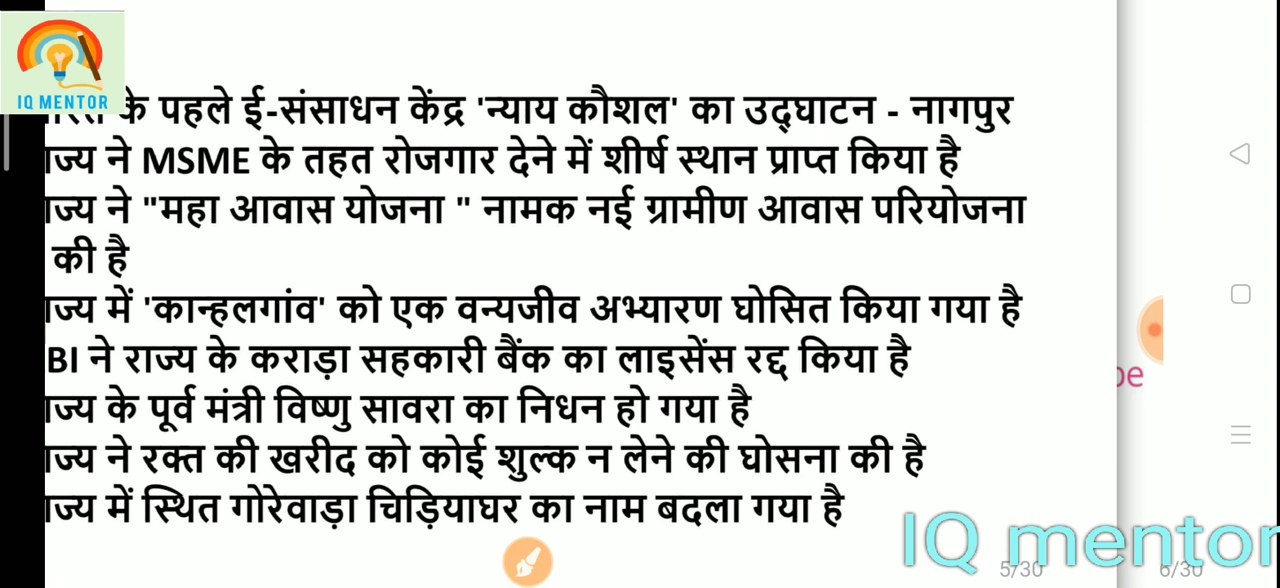 IQ MENTOR
के पहले ई-संसाधन केंद्र 'न्याय कौशल' का उद्घाटन - नागपुर
ने MSME के तहत रोजगार देने में शीर्ष स्थान प्राप्त किया है
ने "महा आवास योजना " नामक नई ग्रामीण आवास परियोजना
की है
में 'कान्हलगांव' को एक वन्यजीव अभ्यारण घोसित किया गया है
BI ने राज्य के कराड़ा सहकारी बैंक का लाइसेंस रद्द किया है
के पूर्व मंत्री विष्णु सावरा का निधन हो गया है
ने रक्त की खरीद को कोई शुल्क न लेने की घोसना की है
में स्थित गोरेवाड़ा चिड़ियाघर का नाम बदला गया है
IQ mentor
5/30
6/30